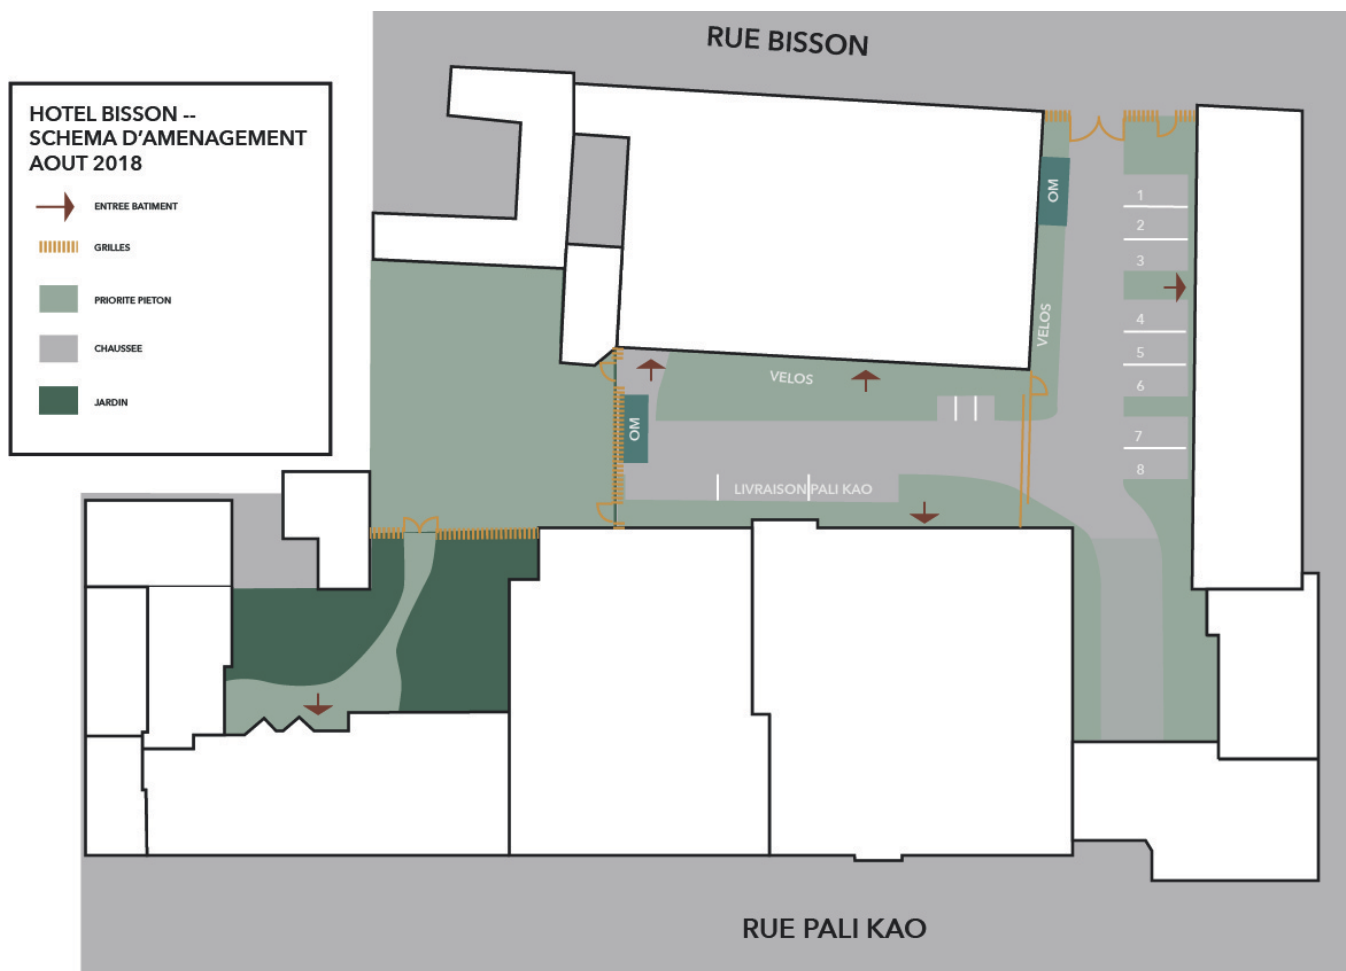 RUE BISSON
HOTEL BISSON --
SCHEMA D'AMENAGEMENT
AOUT 2018
ENTREE BATIMENT
GRILLES
PRIORITE PIETON
CHAUSSEE
JARDIN
OM
1
2
3
4
5
6
7
8
VELOS
VELOS
OM
LIVRAISON PALI KAO
RUE PALI KAO